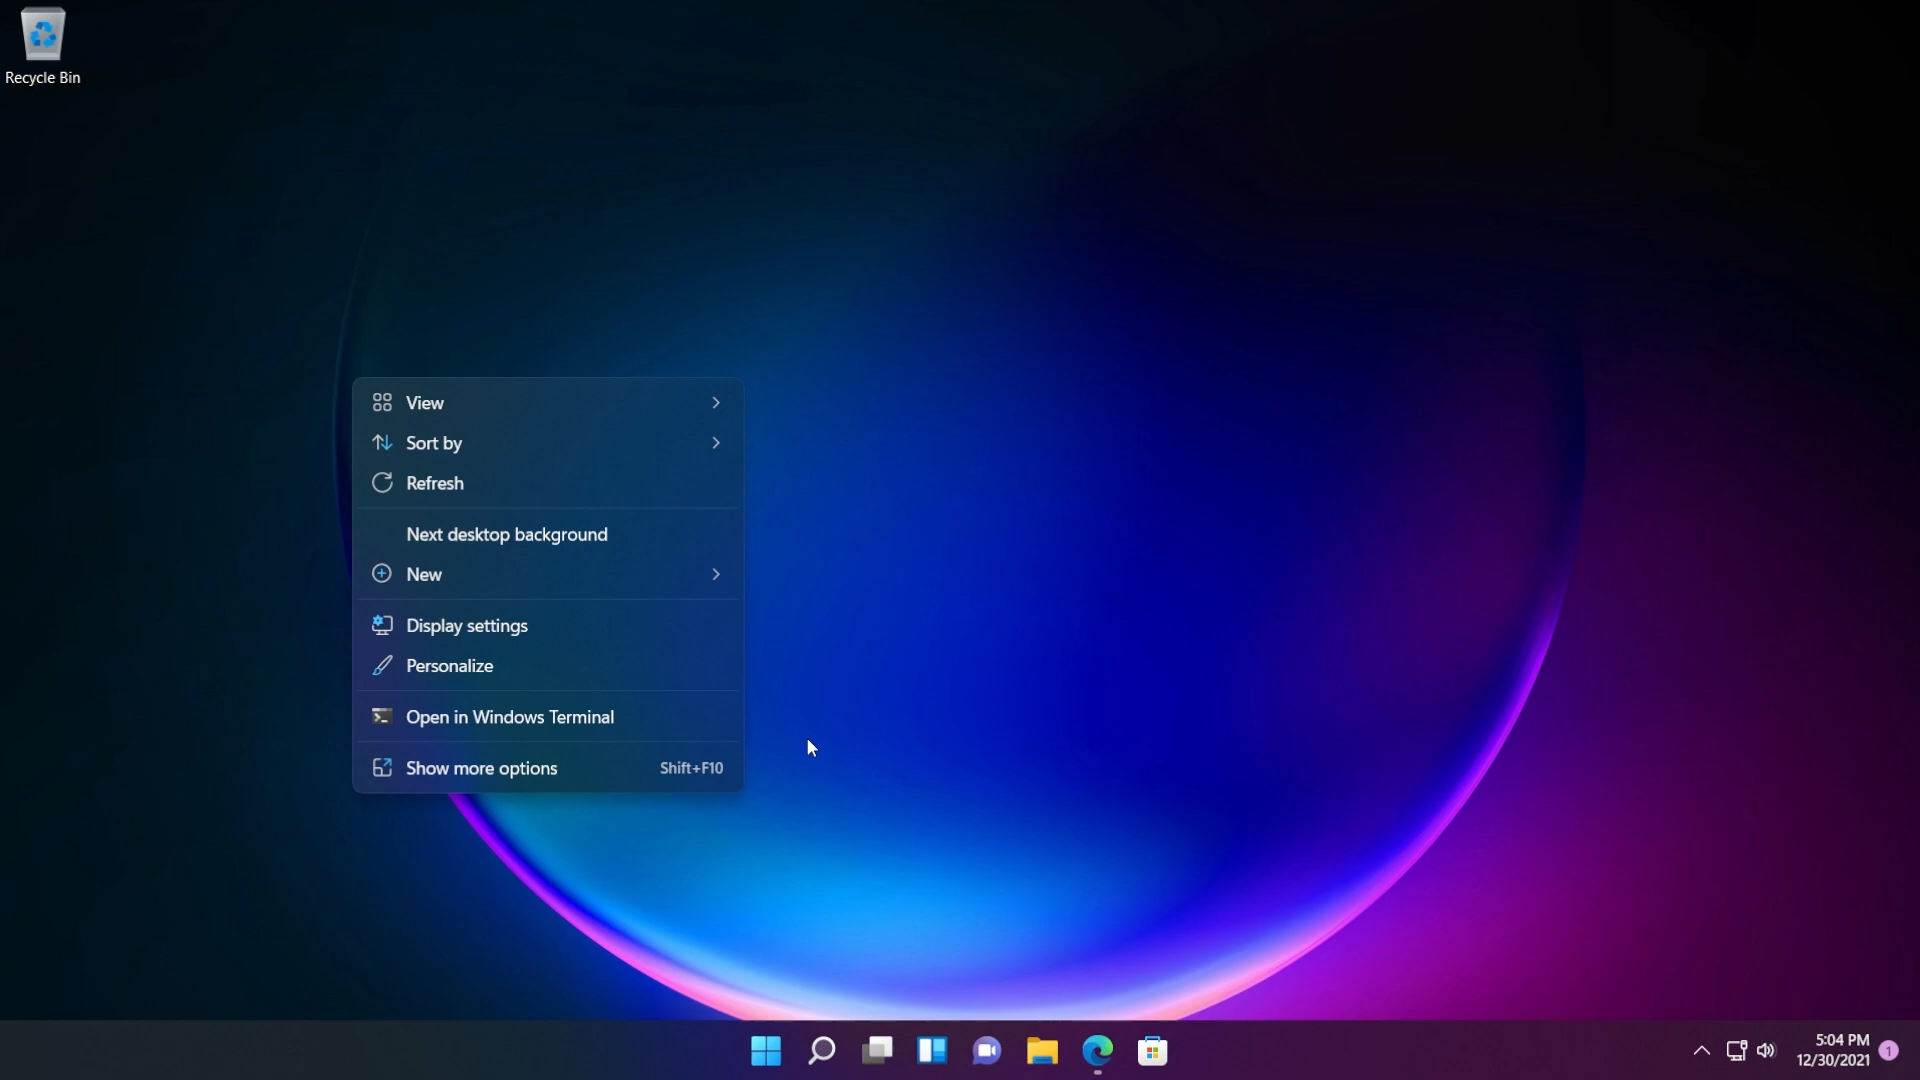 Recycle Bin
View
Sort by
Refresh
Next desktop background
New
Display settings
Personalize
Open in Windows Terminal
Show more options Shift+F10
5:04 PM
12/30/2021
1